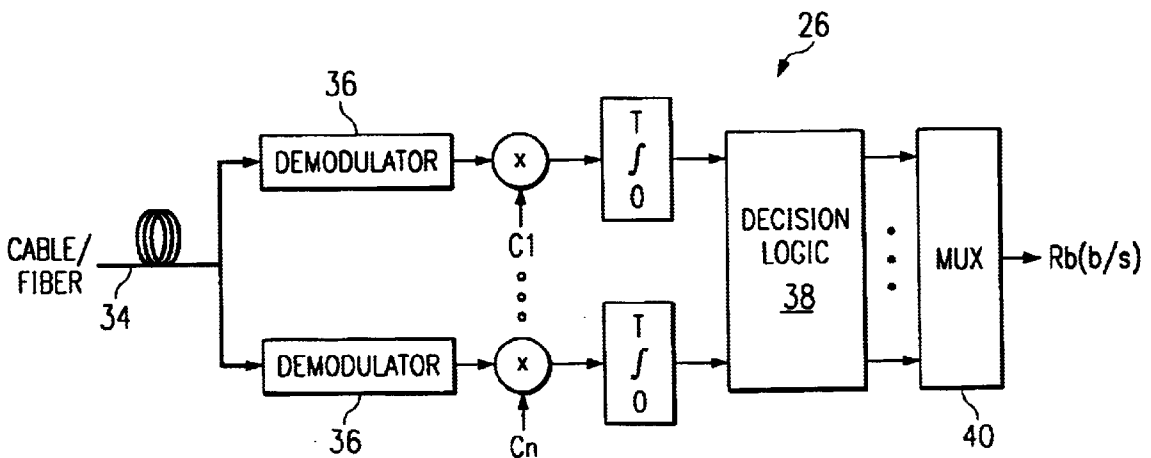 26
36
DEMODULATOR
x
T
∫
0
C1
CABLE/
FIBER
34
DECISION
LOGIC
38
MUX
Rb(b/s)
DEMODULATOR
36
x
Cn
T
∫
0
40